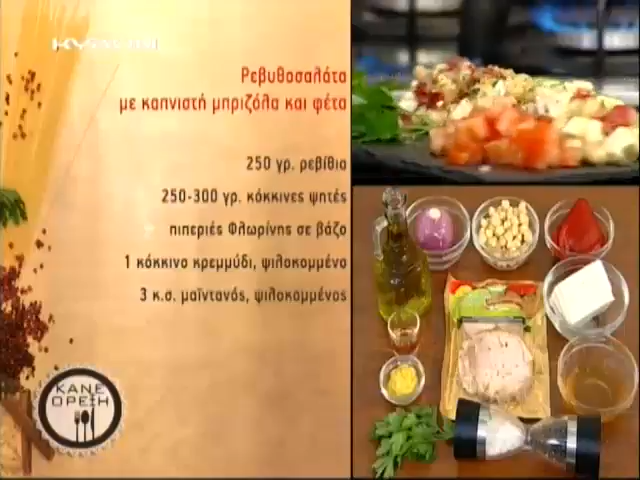 Ρεβυθοσαλάτα
με καπνιστή μπριζόλα και φέτα
250 γρ. ρεβίθια
250-300 γρ. κόκκινες ψητές
πιπεριές Φλωρίνης σε βάζο
1 κόκκινο κρεμμύδι, ψιλοκομμένο
3 κ.σ. μαϊντανός, ψιλοκομμένος
ΚΑΝΕ
ΟΡΕΞΗ